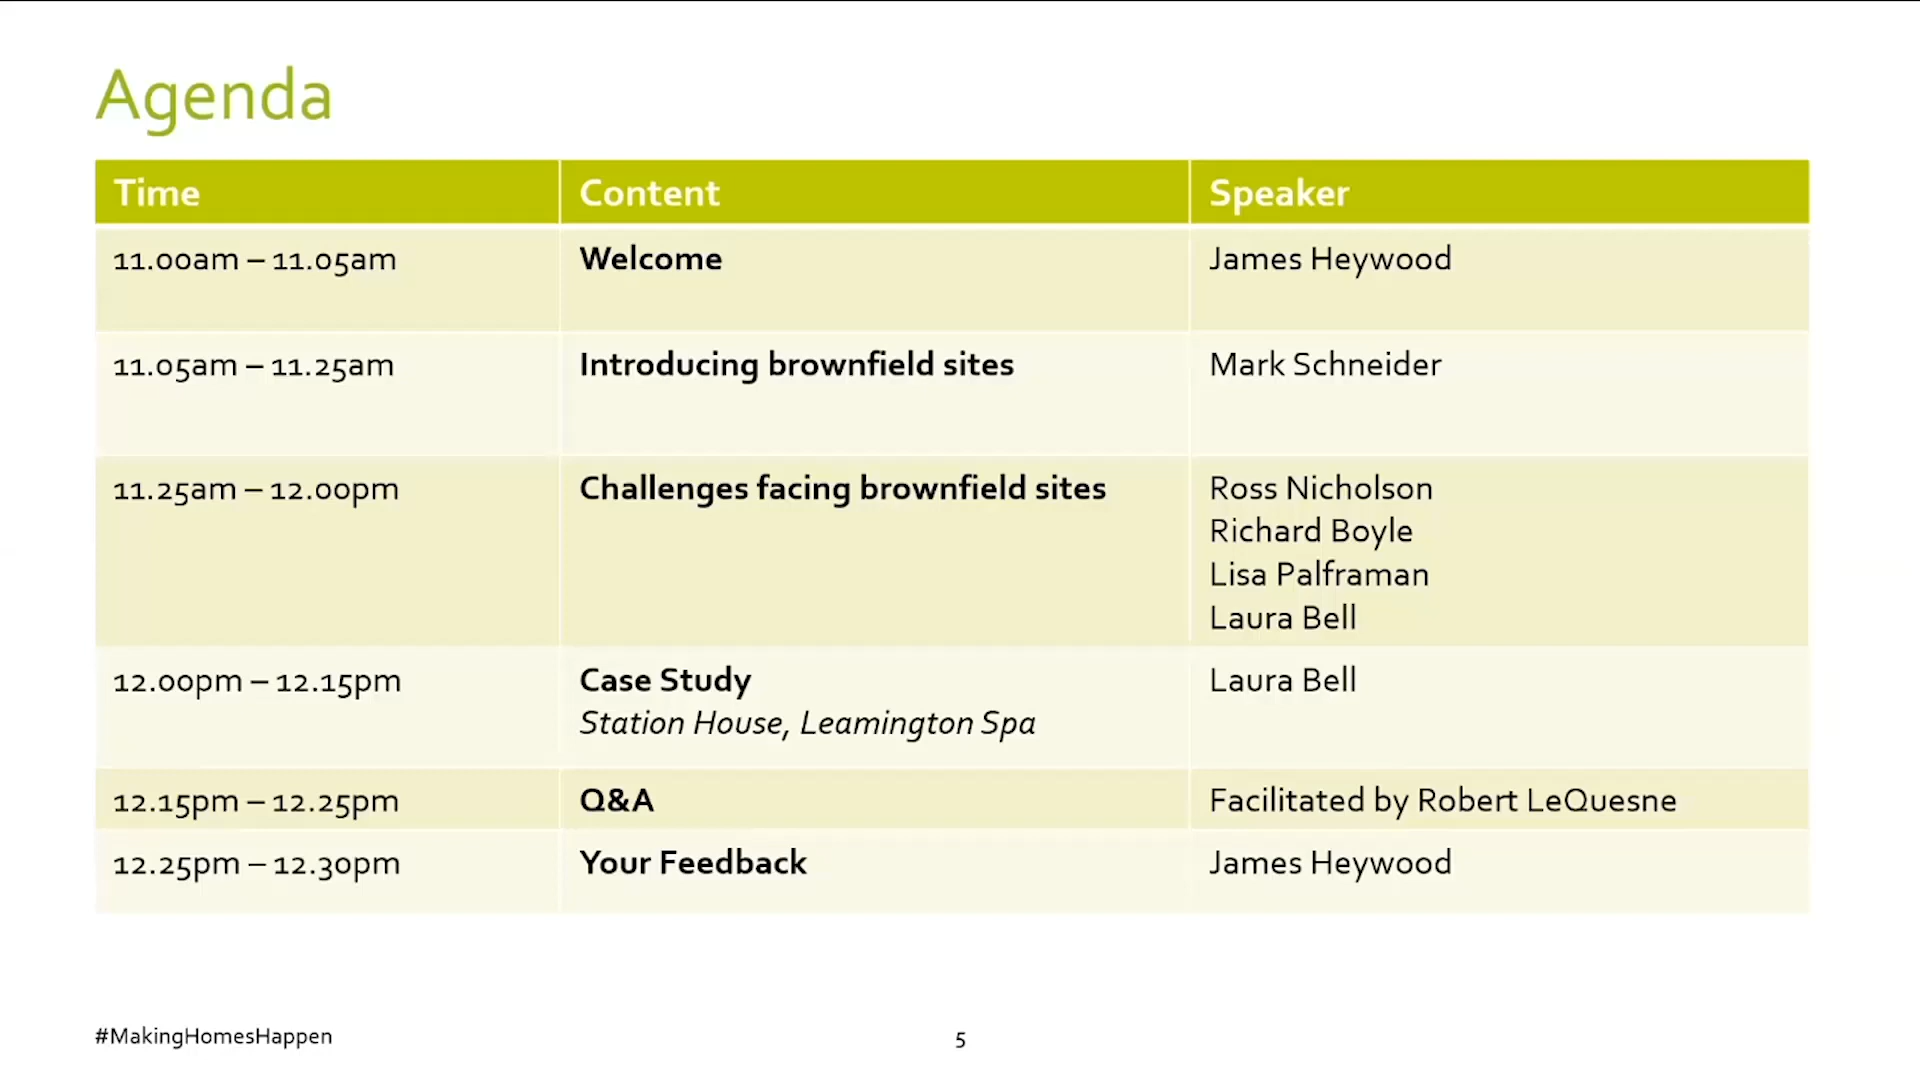 Agenda
Time Content Speaker
11.00am – 11.05am Welcome James Heywood
11.05am – 11.25am Introducing brownfield sites Mark Schneider
11.25am – 12.00pm Challenges facing brownfield sites Ross Nicholson
Richard Boyle
Lisa Palframan
Laura Bell
12.00pm – 12.15pm Case Study Laura Bell
Station House, Leamington Spa
12.15pm – 12.25pm Q&A Facilitated by Robert LeQuesne
12.25pm – 12.30pm Your Feedback James Heywood
#MakingHomesHappen 5